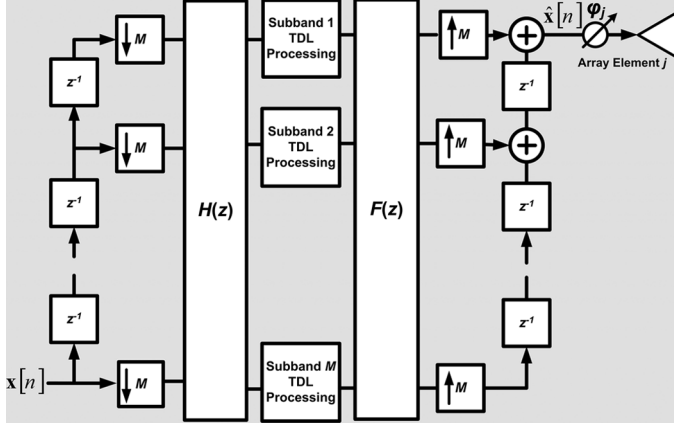 ↓ M
Subband 1
TDL
Processing
↑ M
+
x̂[n]
φj
Array Element j
z⁻¹
z⁻¹
↓ M
Subband 2
TDL
Processing
↑ M
+
z⁻¹
H(z)
F(z)
z⁻¹
z⁻¹
z⁻¹
x[n]
↓ M
Subband M
TDL
Processing
↑ M